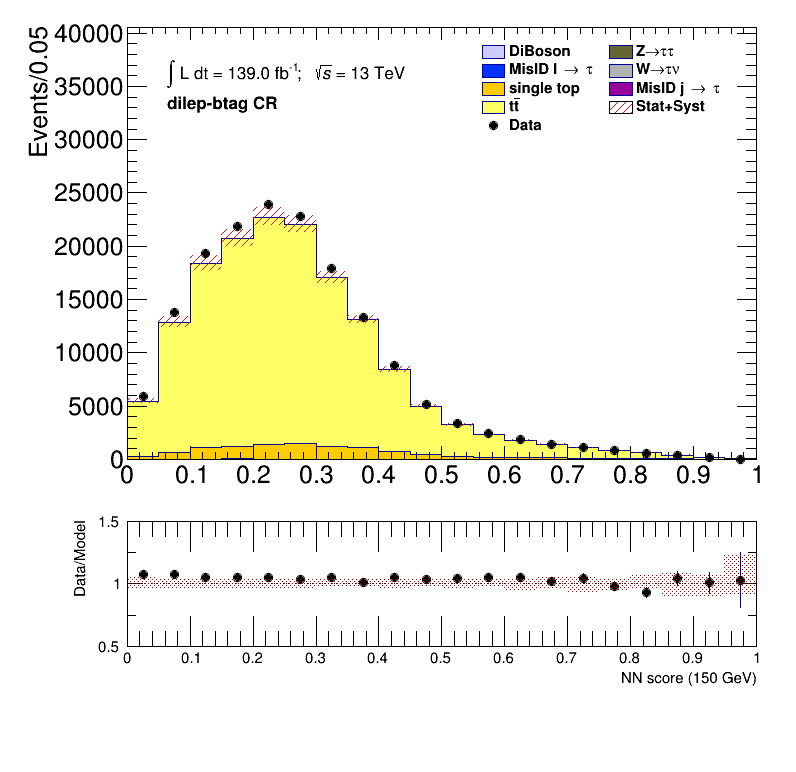 Events/0.05
40000
35000
30000
25000
20000
15000
10000
5000
0
∫ L dt = 139.0 fb⁻¹; √s = 13 TeV
dilep-btag CR
DiBoson
MisID l → τ
single top
tt̄
Data
Z→ττ
W→τν
MisID j → τ
Stat+Syst
0 0.1 0.2 0.3 0.4 0.5 0.6 0.7 0.8 0.9 1
Data/Model
1.5
1
0.5
0 0.1 0.2 0.3 0.4 0.5 0.6 0.7 0.8 0.9 1
NN score (150 GeV)